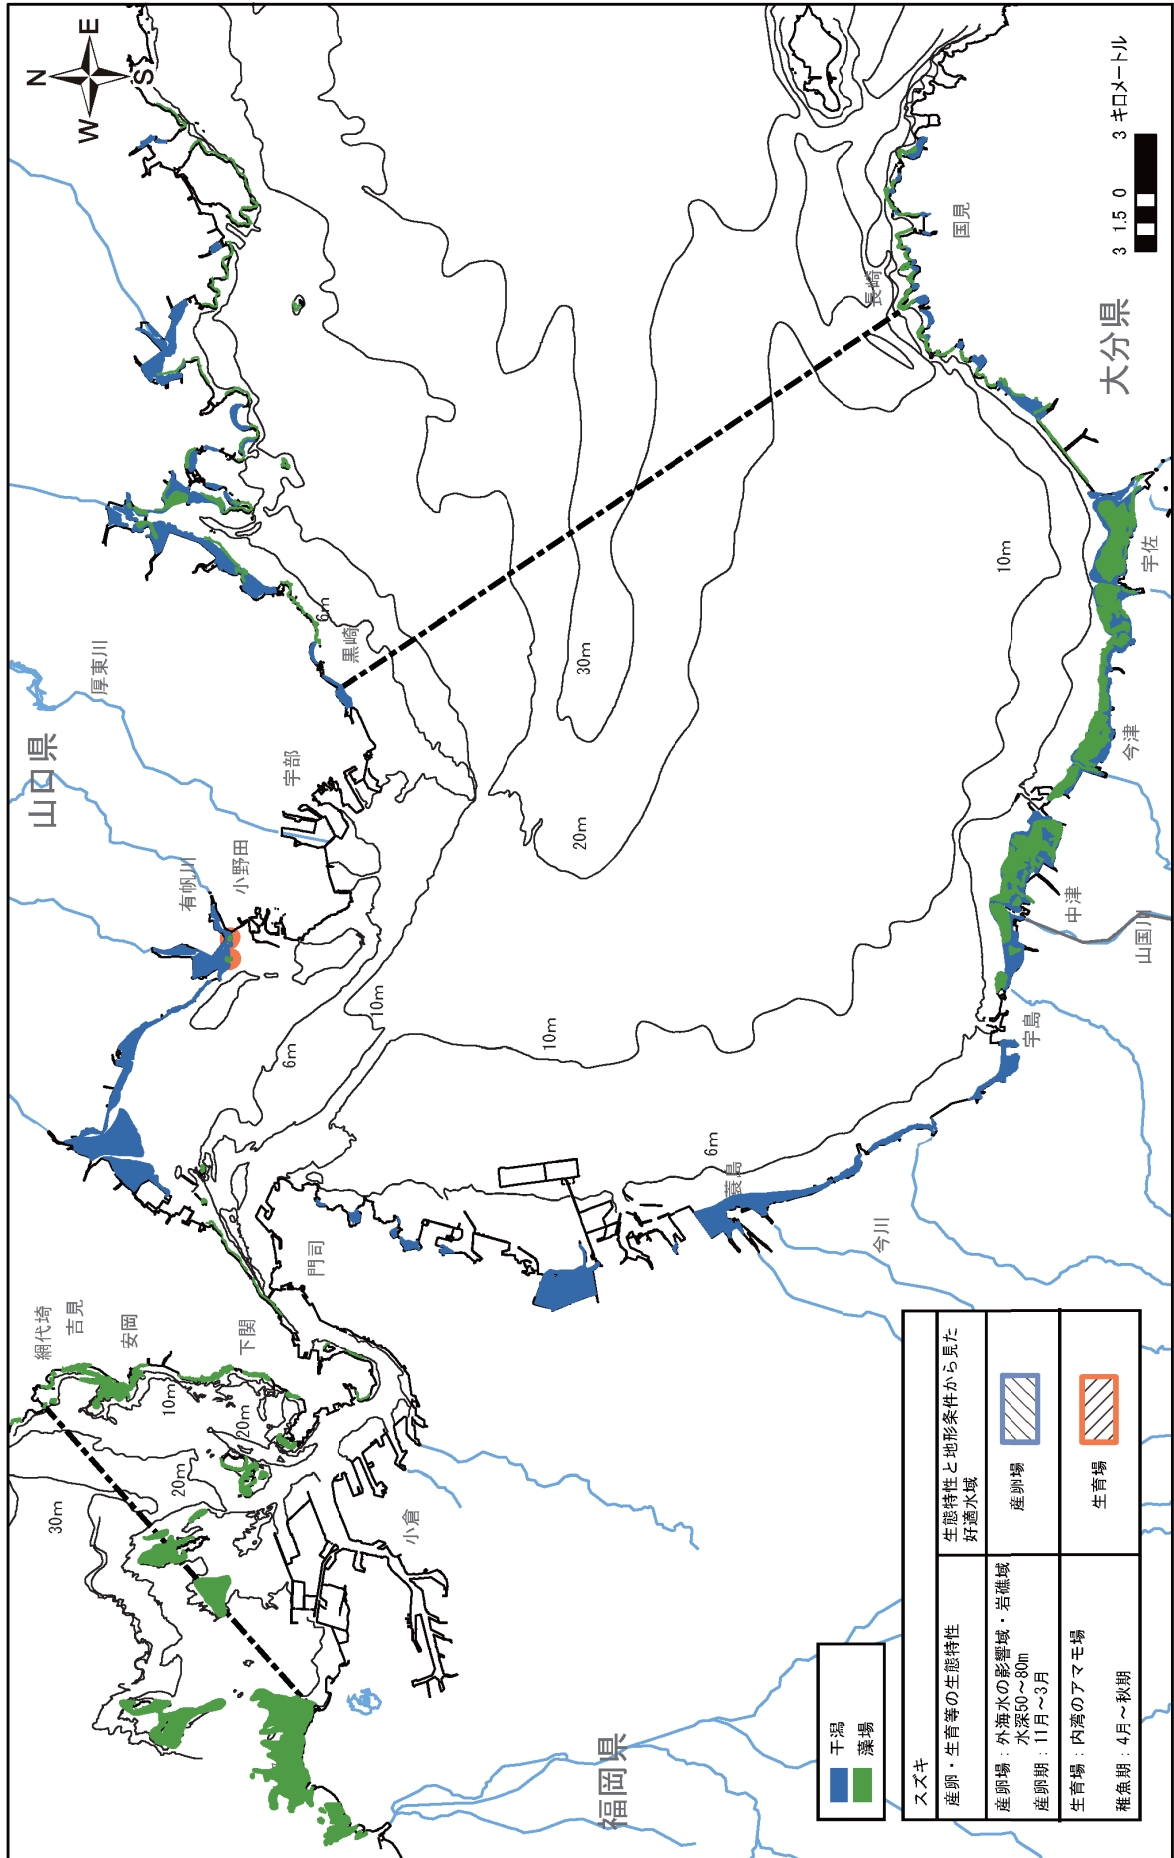 N
W
E
S
山口県
厚東川
有帆川
小野田
宇部
黒崎
6m
網代埼
吉見
安岡
下関
門司
小倉
10m
20m
20m
30m
6m
10m
10m
6m
10m
20m
30m
蓑島
今川
宇島
山国川
中津
今津
宇佐
長崎
国見
大分県
福岡県
3 1.5 0 3 キロメートル
干潟
藻場
スズキ
産卵・生育等の生態特性
生態特性と地形条件から見た
好適水域
産卵場：外海水の影響域・岩礁域
水深50～80m
産卵期：11月～3月
産卵場
生育場：内湾のアマモ場
稚魚期：4月～秋期
生育場